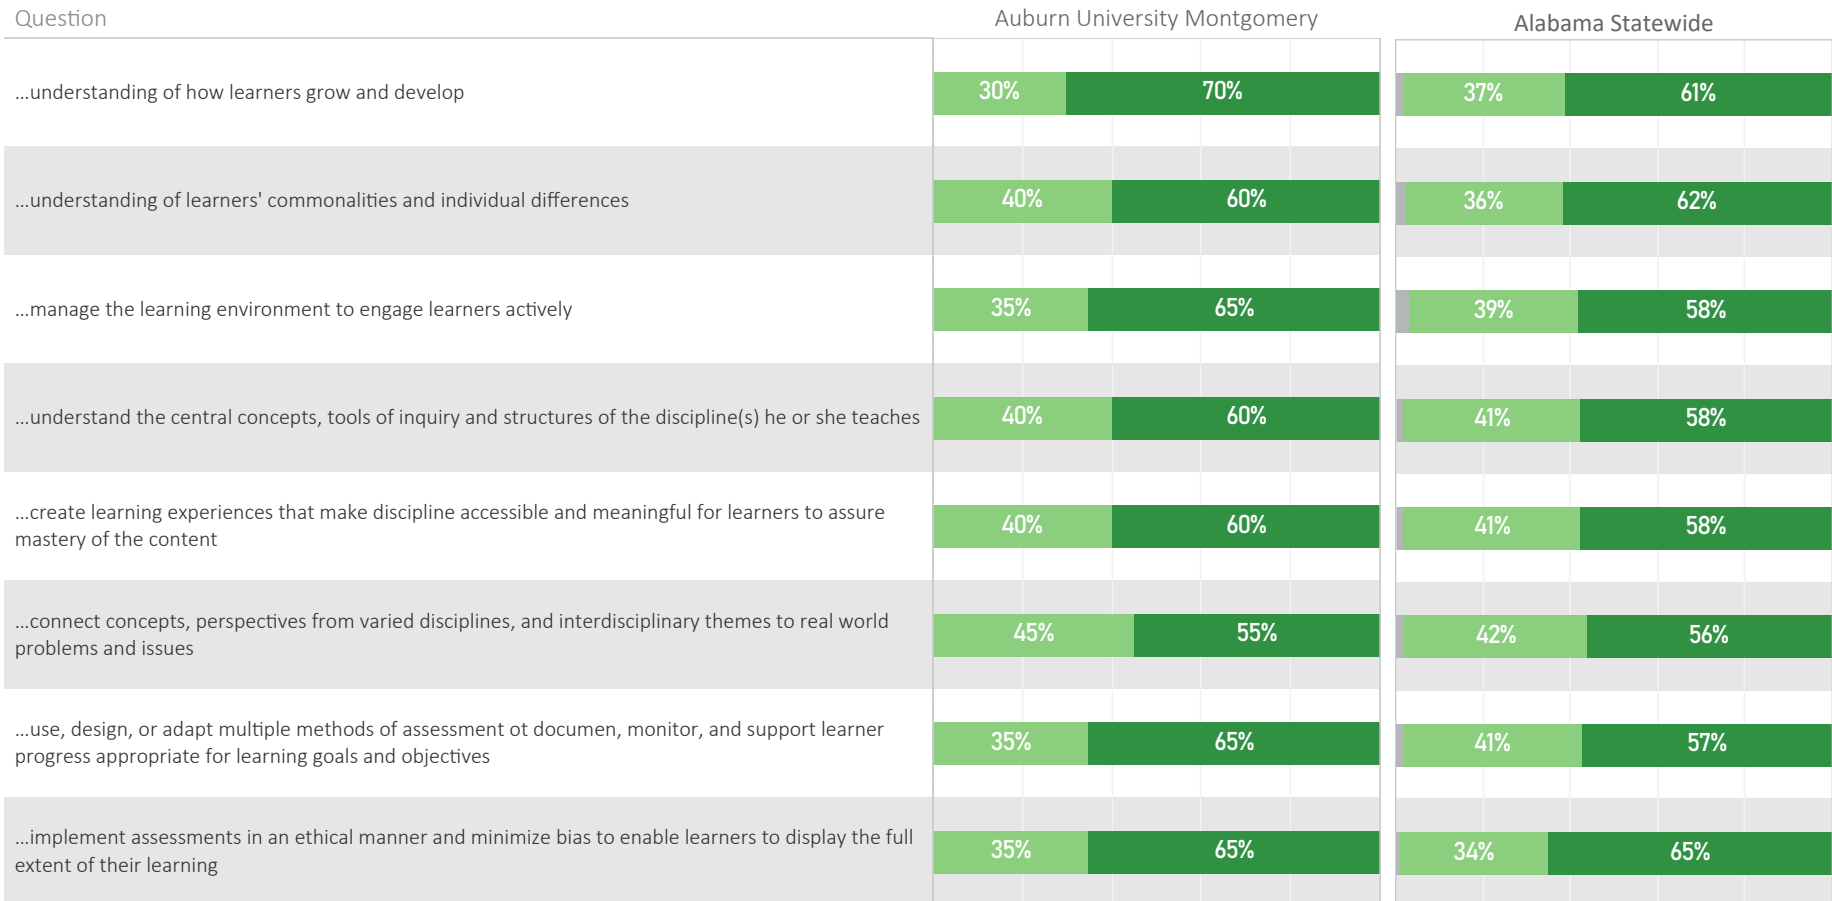 Question Auburn University Montgomery Alabama Statewide
...understanding of how learners grow and develop 30% 70% 37% 61%
...understanding of learners' commonalities and individual differences 40% 60% 36% 62%
...manage the learning environment to engage learners actively 35% 65% 39% 58%
...understand the central concepts, tools of inquiry and structures of the discipline(s) he or she teaches 40% 60% 41% 58%
...create learning experiences that make discipline accessible and meaningful for learners to assure
mastery of the content
40% 60% 41% 58%
...connect concepts, perspectives from varied disciplines, and interdisciplinary themes to real world
problems and issues
45% 55% 42% 56%
...use, design, or adapt multiple methods of assessment ot documen, monitor, and support learner
progress appropriate for learning goals and objectives
35% 65% 41% 57%
...implement assessments in an ethical manner and minimize bias to enable learners to display the full
extent of their learning
35% 65% 34% 65%